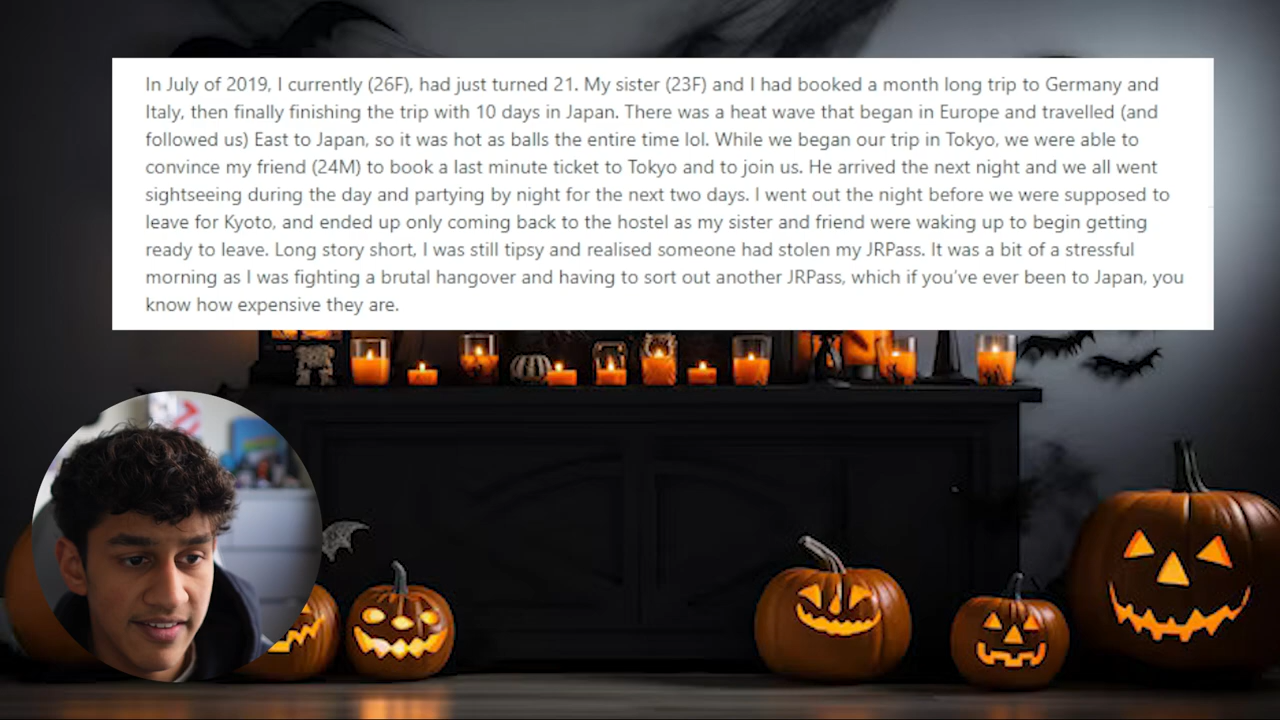 In July of 2019, I currently (26F), had just turned 21. My sister (23F) and I had booked a month long trip to Germany and
Italy, then finally finishing the trip with 10 days in Japan. There was a heat wave that began in Europe and travelled (and
followed us) East to Japan, so it was hot as balls the entire time lol. While we began our trip in Tokyo, we were able to
convince my friend (24M) to book a last minute ticket to Tokyo and to join us. He arrived the next night and we all went
sightseeing during the day and partying by night for the next two days. I went out the night before we were supposed to
leave for Kyoto, and ended up only coming back to the hostel as my sister and friend were waking up to begin getting
ready to leave. Long story short, I was still tipsy and realised someone had stolen my JRPass. It was a bit of a stressful
morning as I was fighting a brutal hangover and having to sort out another JRPass, which if you’ve ever been to Japan, you
know how expensive they are.